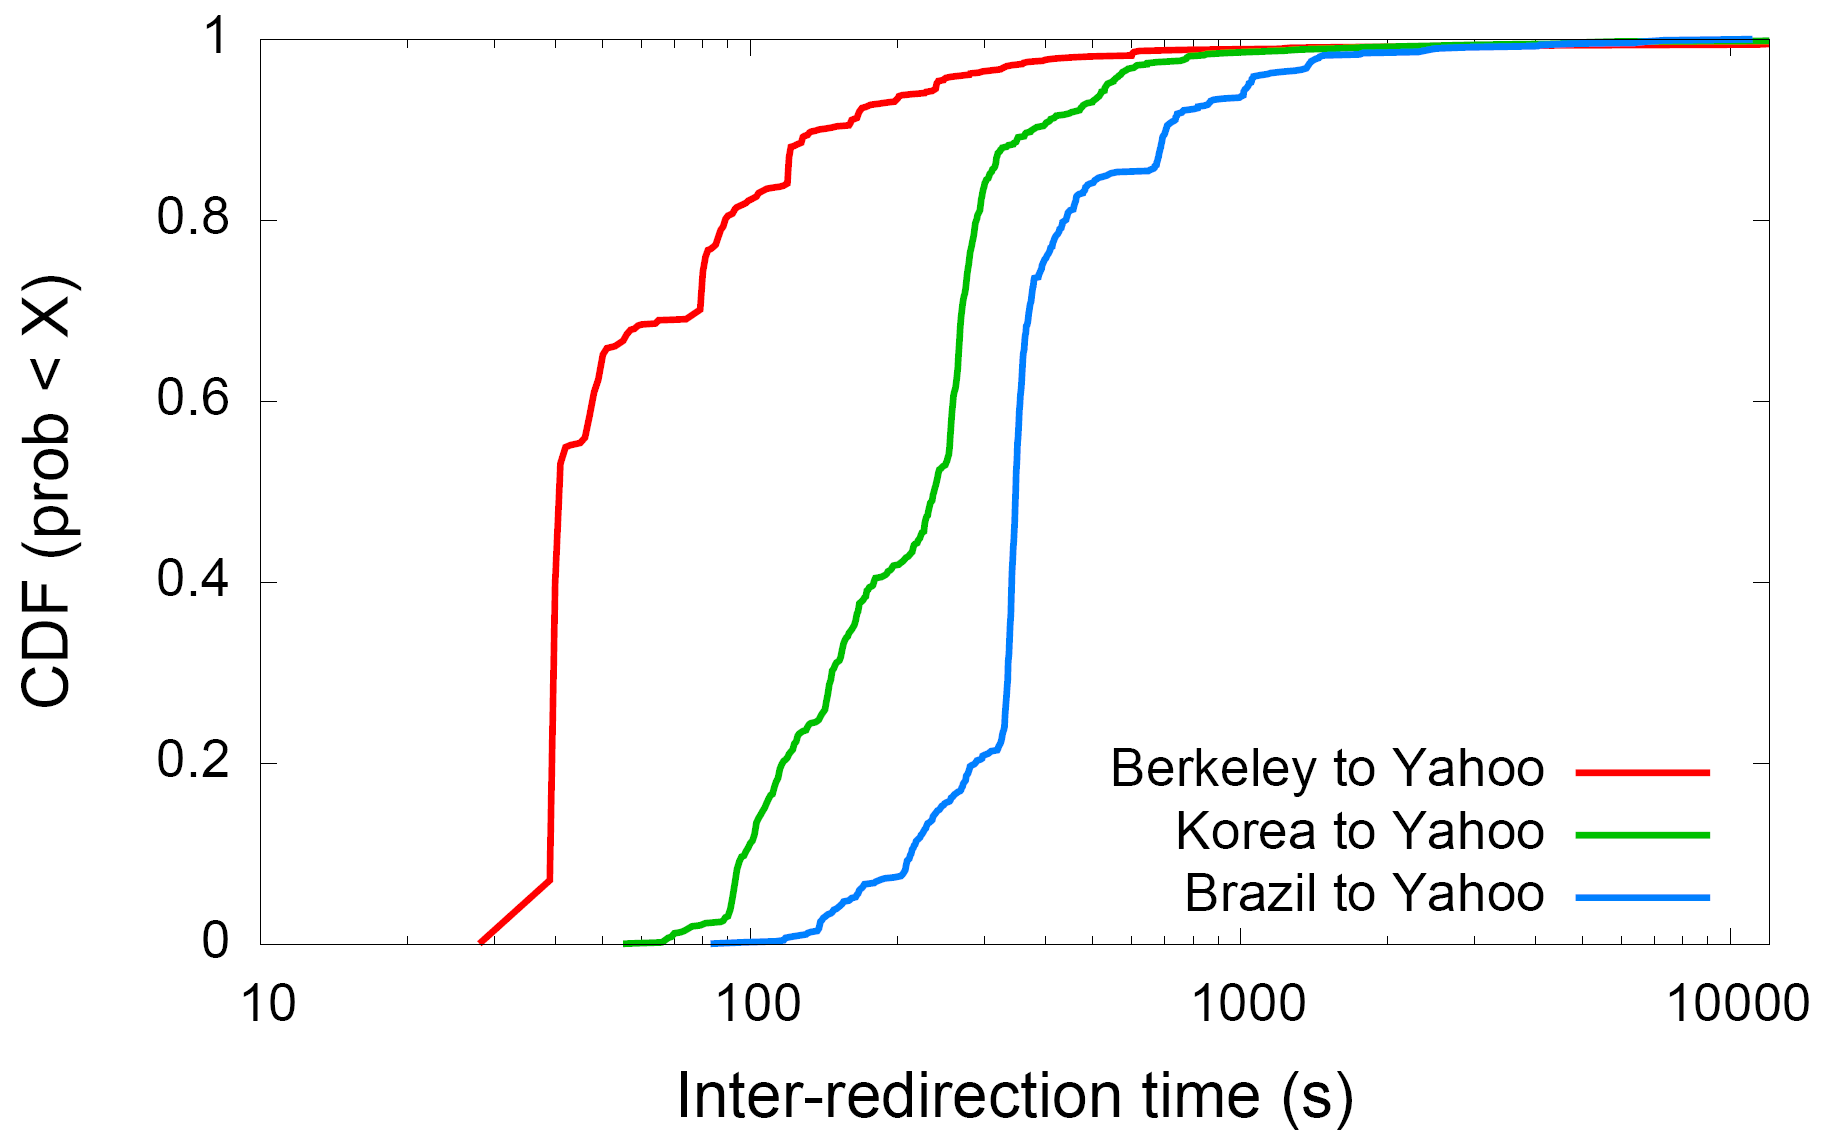 1
0.8
0.6
0.4
0.2
0
CDF (prob < X)
10 100 1000 10000
Inter-redirection time (s)
Berkeley to Yahoo
Korea to Yahoo
Brazil to Yahoo